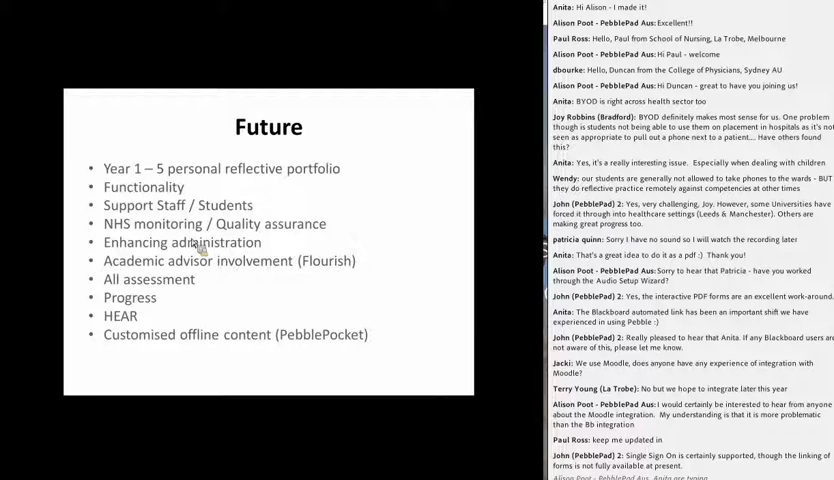 Future
• Year 1 – 5 personal reflective portfolio
• Functionality
• Support Staff / Students
• NHS monitoring / Quality assurance
• Enhancing administration
• Academic advisor involvement (Flourish)
• All assessment
• Progress
• HEAR
• Customised offline content (PebblePocket)
Anita: Hi Alison - I made it!
Alison Poot - PebblePad Aus: Excellent!!
Paul Ross: Hello, Paul from School of Nursing, La Trobe, Melbourne
Alison Poot - PebblePad Aus: Hi Paul - welcome
dbourke: Hello, Duncan from the College of Physicians, Sydney AU
Alison Poot - PebblePad Aus: Hi Duncan - great to have you joining us!
Anita: BYOD is right across health sector too
Joy Robbins (Bradford): BYOD definitely makes most sense for us. One problem
though is students not being able to use them on placement in hospitals as it's not
seen as appropriate to pull out a phone next to a patient.... Have others found
this?
Anita: Yes, it's a really interesting issue. Especially when dealing with children
Wendy: our students are generally not allowed to take phones to the wards - BUT
they do reflective practice remotely against competencies at other times
John (PebblePad) 2: Yes, very challenging, Joy. However, some Universities have
forced it through into healthcare settings (Leeds & Manchester). Others are
making great progress too.
patricia quinn: Sorry I have no sound so I will watch the recording later
Anita: That's a great idea to do it as a pdf :) Thank you!
Alison Poot - PebblePad Aus: Sorry to hear that Patricia - have you worked
through the Audio Setup Wizard?
John (PebblePad) 2: Yes, the interactive PDF forms are an excellent work-around.
Anita: The Blackboard automated link has been an important shift we have
experienced in using Pebble :)
John (PebblePad) 2: Really pleased to hear that Anita. If any Blackboard users are
not aware of this, please let me know.
Jacki: We use Moodle, does anyone have any experience of integration with
Moodle?
Terry Young (La Trobe): No but we hope to integrate later this year
Alison Poot - PebblePad Aus: I would certainly be interested to hear from anyone
about the Moodle integration. My understanding is that it is more problematic
than the Bb integration
Paul Ross: keep me updated in
John (PebblePad) 2: Single Sign On is certainly supported, though the linking of
forms is not fully available at present.
Alison Poot - PebblePad Aus, Anita are typing